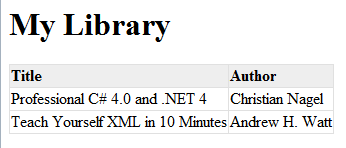 My Library
Title Author
Professional C# 4.0 and .NET 4 Christian Nagel
Teach Yourself XML in 10 Minutes Andrew H. Watt